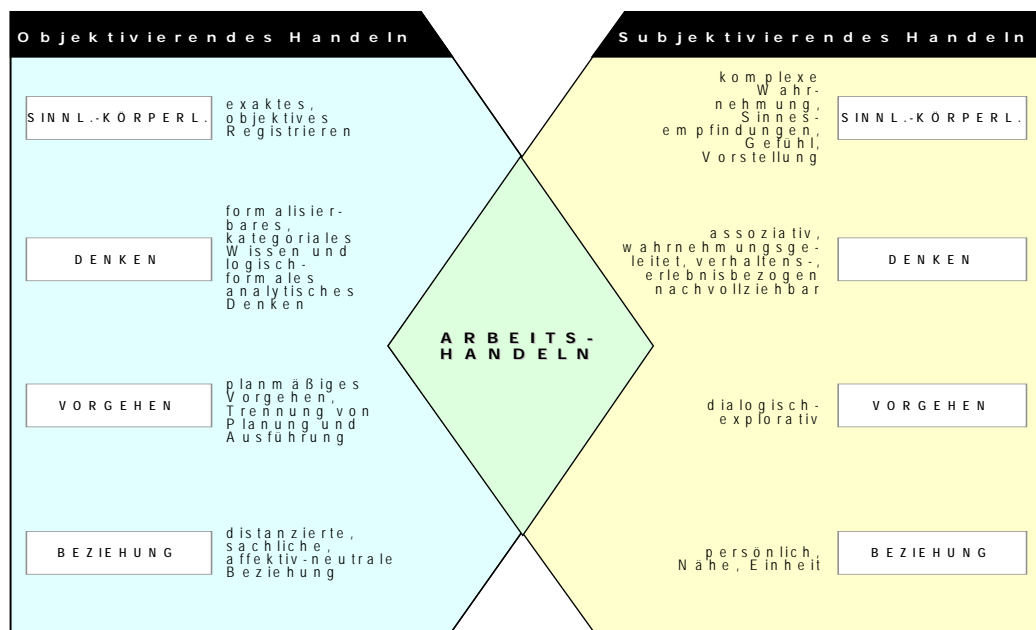 Objektivierendes Handeln
SINNL.-KÖRPERL.
exaktes,
objektives
Registrieren
DENKEN
formalisier-
bares,
kategoriales
Wissen und
logisch-
formales
analytisches
Denken
VORGEHEN
planmäßiges
Vorgehen,
Trennung von
Planung und
Ausführung
BEZIEHUNG
distanzierte,
sachliche,
affektiv-neutrale
Beziehung
ARBEITS-
HANDELN
Subjektivierendes Handeln
komplexe
Wahr-
nehmung,
Sinnes-
empfindungen,
Gefühl,
Vorstellung
SINNL.-KÖRPERL.
assoziativ,
wahrnehmungsge-
leitet, verhaltens-,
erlebnisbezogen
nachvollziehbar
DENKEN
dialogisch-
explorativ
VORGEHEN
persönlich,
Nähe, Einheit
BEZIEHUNG